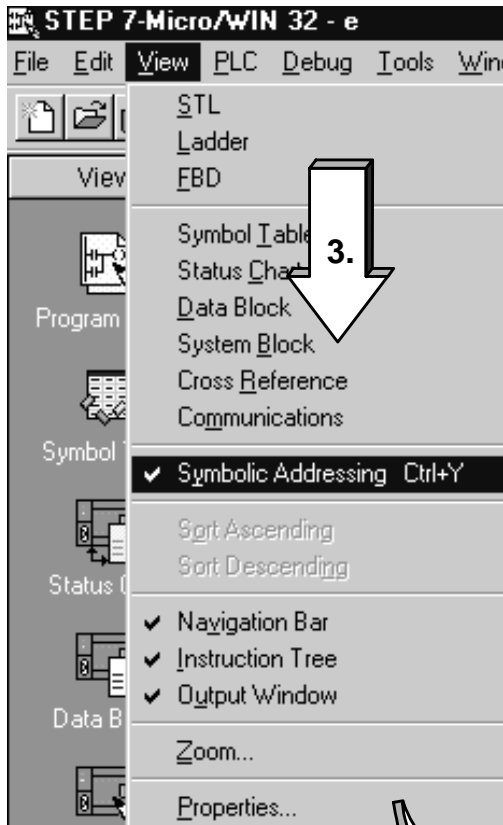 STEP 7-Micro/WIN 32 - e
File Edit View PLC Debug Tools
View
STL
Ladder
FBD
Symbol Table
3.
Status Chart
Data Block
System Block
Cross Reference
Communications
✔ Symbolic Addressing Ctrl+Y
Sort Ascending
Sort Descending
✔ Navigation Bar
✔ Instruction Tree
✔ Output Window
Zoom...
Properties...
Program
Symbol
Status
Data B